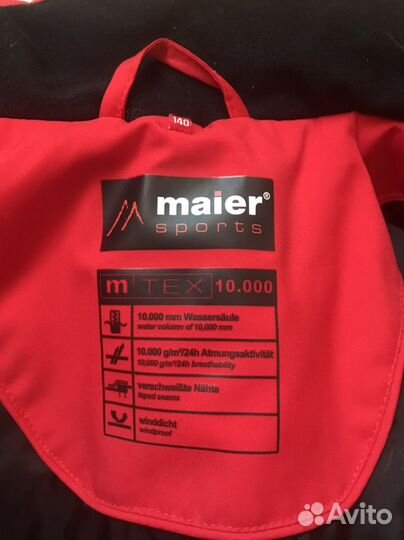 140
maier®
sports
m TEX 10.000
10.000 mm Wassersäule
water column of 10,000 mm
10.000 g/m²/24h Atmungsaktivität
10,000 g/m²/24h breathability
verschweißte Nähte
taped seams
winddicht
windproof
Avito